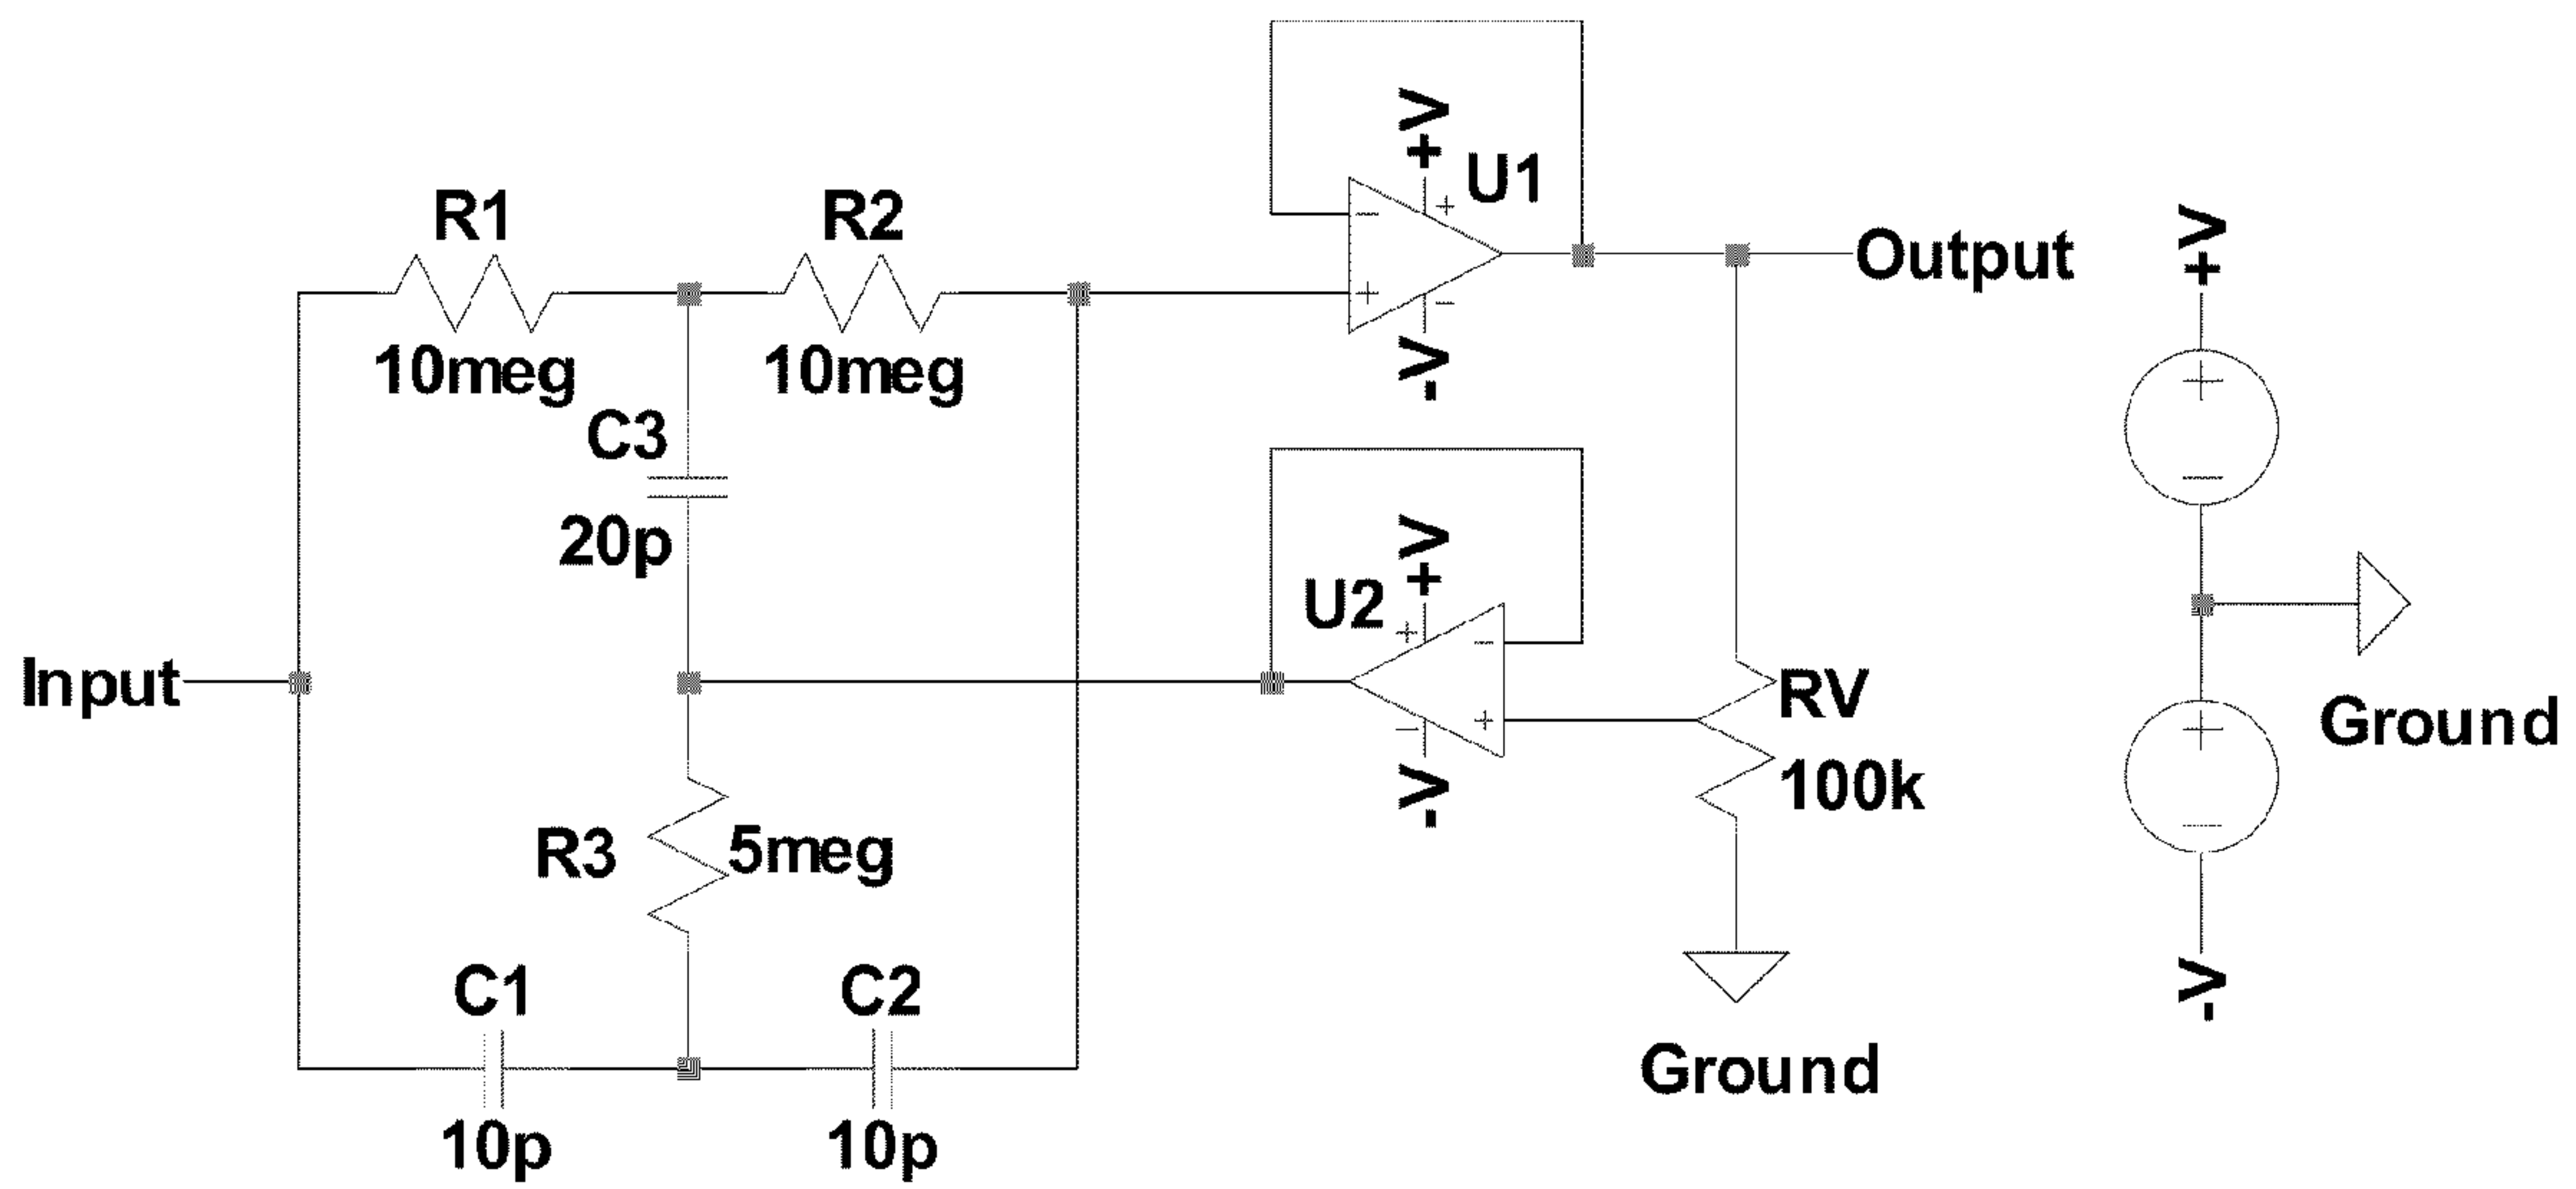 +V
U1
R1
R2
Output
+V
10meg
10meg
-V
C3
20p
+V
U2
Input
RV
Ground
100k
-V
R3
5meg
C1
C2
-V
Ground
10p
10p